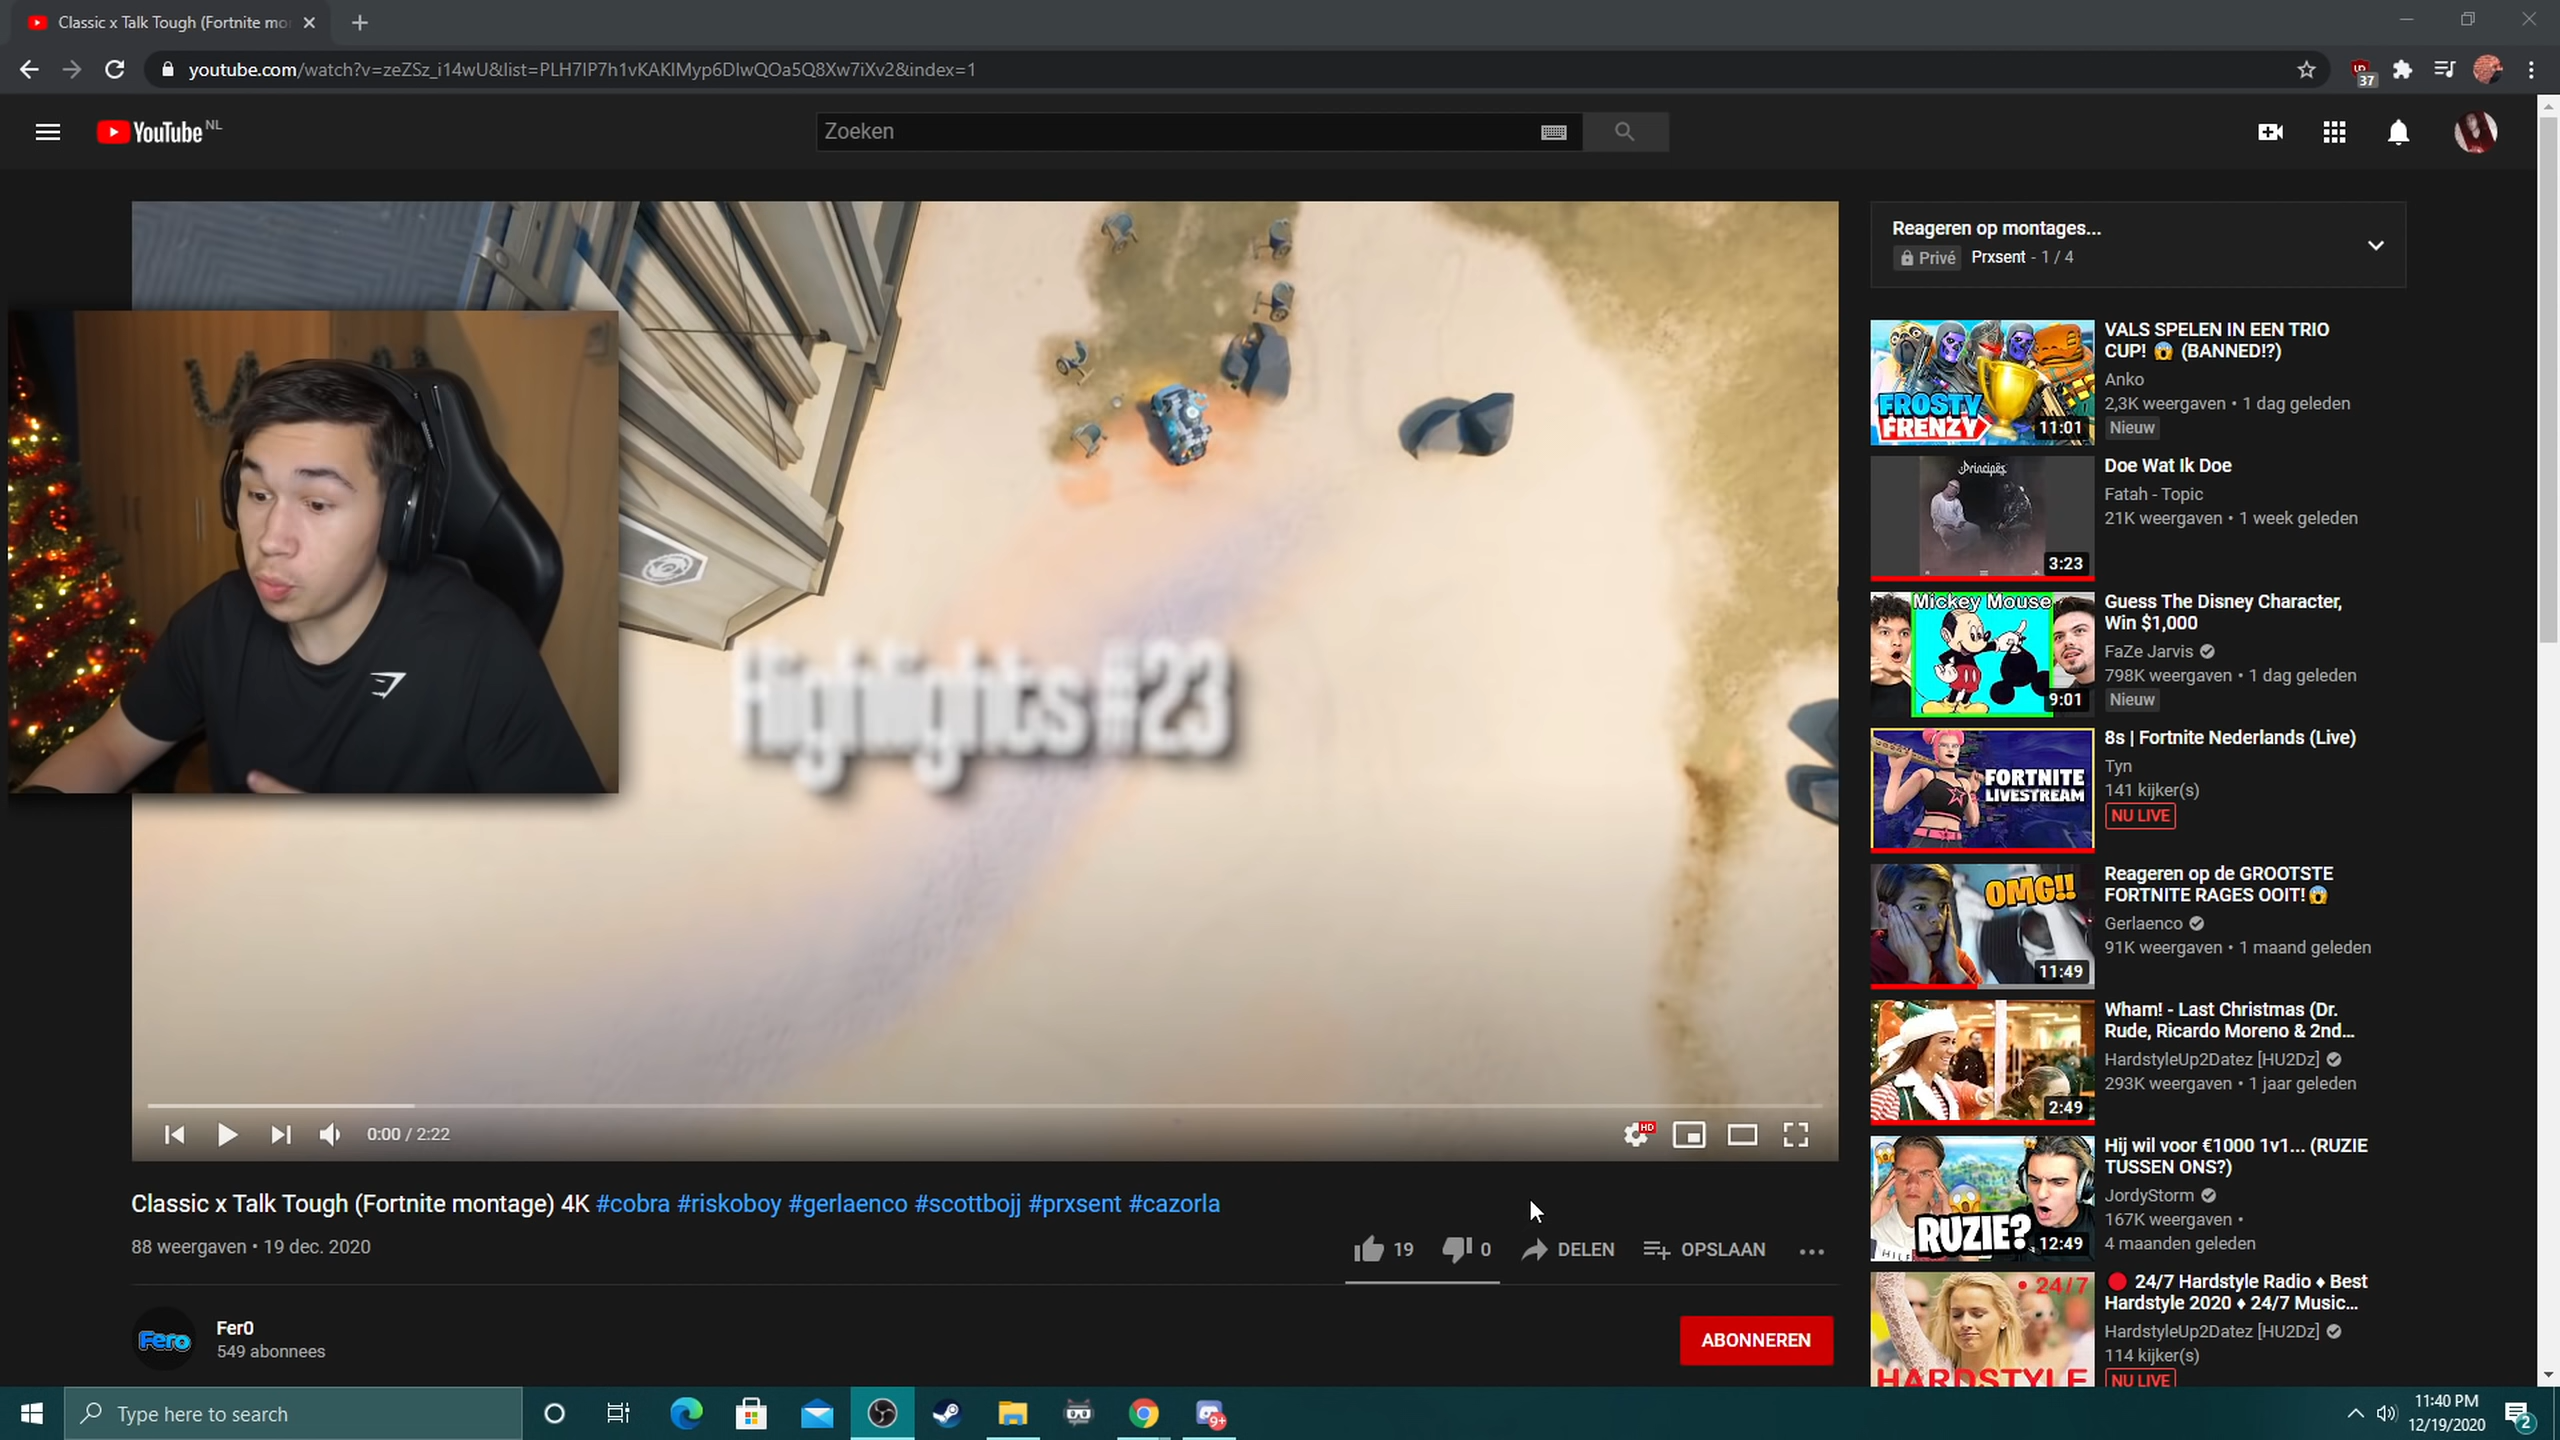 Classic x Talk Tough (Fortnite mo
youtube.com/watch?v=zeZSz_i14wU&list=PLH7IP7h1vKAKIMyp6DIwQOa5Q8Xw7iXv2&index=1
37
YouTube NL
Zoeken
Highlights #23
0:00 / 2:22
HD
Classic x Talk Tough (Fortnite montage) 4K #cobra #riskoboy #gerlaenco #scottbojj #prxsent #cazorla
88 weergaven • 19 dec. 2020
19
0
DELEN
OPSLAAN
Fero
Fer0
549 abonnees
ABONNEREN
Reageren op montages...
Privé
Prxsent - 1 / 4
FROSTY
FRENZY
11:01
VALS SPELEN IN EEN TRIO
CUP! 😱 (BANNED!?)
Anko
2,3K weergaven • 1 dag geleden
Nieuw
Principes
3:23
Doe Wat Ik Doe
Fatah - Topic
21K weergaven • 1 week geleden
Mickey Mouse
9:01
Guess The Disney Character,
Win $1,000
FaZe Jarvis
798K weergaven • 1 dag geleden
Nieuw
FORTNITE
LIVESTREAM
8s | Fortnite Nederlands (Live)
Tyn
141 kijker(s)
NU LIVE
OMG!!
11:49
Reageren op de GROOTSTE
FORTNITE RAGES OOIT!😱
Gerlaenco
91K weergaven • 1 maand geleden
2:49
Wham! - Last Christmas (Dr.
Rude, Ricardo Moreno & 2nd...
HardstyleUp2Datez [HU2Dz]
293K weergaven • 1 jaar geleden
RUZIE?
12:49
Hij wil voor €1000 1v1... (RUZIE
TUSSEN ONS?)
JordyStorm
167K weergaven •
4 maanden geleden
• 24/7
HARDSTYLE
🔴 24/7 Hardstyle Radio ♦ Best
Hardstyle 2020 ♦ 24/7 Music...
HardstyleUp2Datez [HU2Dz]
114 kijker(s)
NU LIVE
Type here to search
9+
11:40 PM
12/19/2020
2